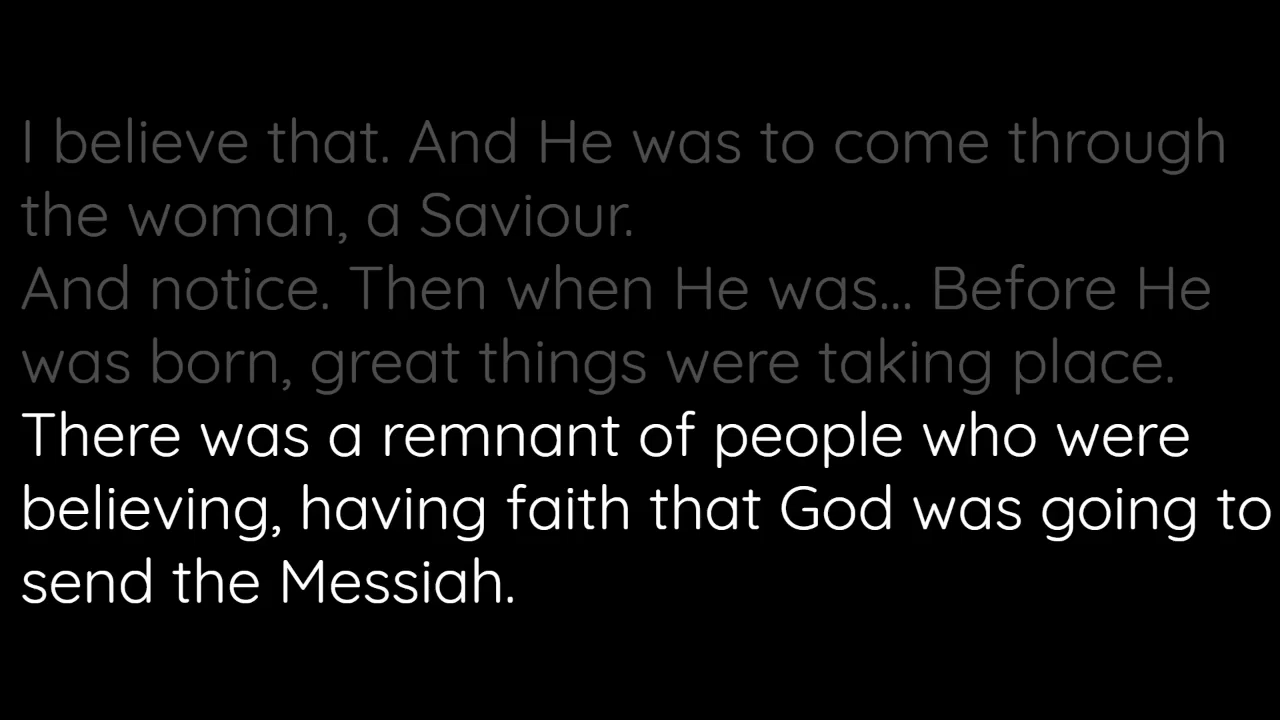 I believe that. And He was to come through
the woman, a Saviour.
And notice. Then when He was... Before He
was born, great things were taking place.
There was a remnant of people who were
believing, having faith that God was going to
send the Messiah.